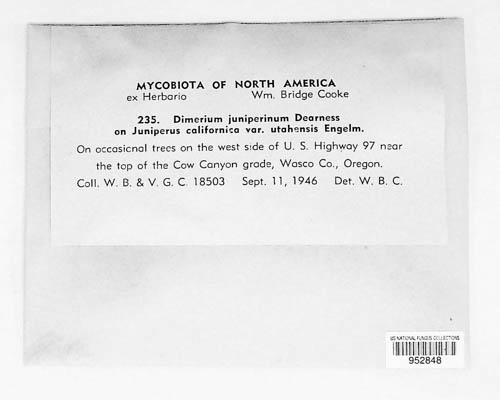 MYCOBIOTA OF NORTH AMERICA
ex Herbario Wm. Bridge Cooke
235. Dimerium juniperinum Dearness
on Juniperus californica var. utahensis Engelm.
On occasional trees on the west side of U. S. Highway 97 near
the top of the Cow Canyon grade, Wasco Co., Oregon.
Coll. W. B. & V. G. C. 18503 Sept. 11, 1946 Det. W. B. C.
US NATIONAL FUNGUS COLLECTIONS
952848